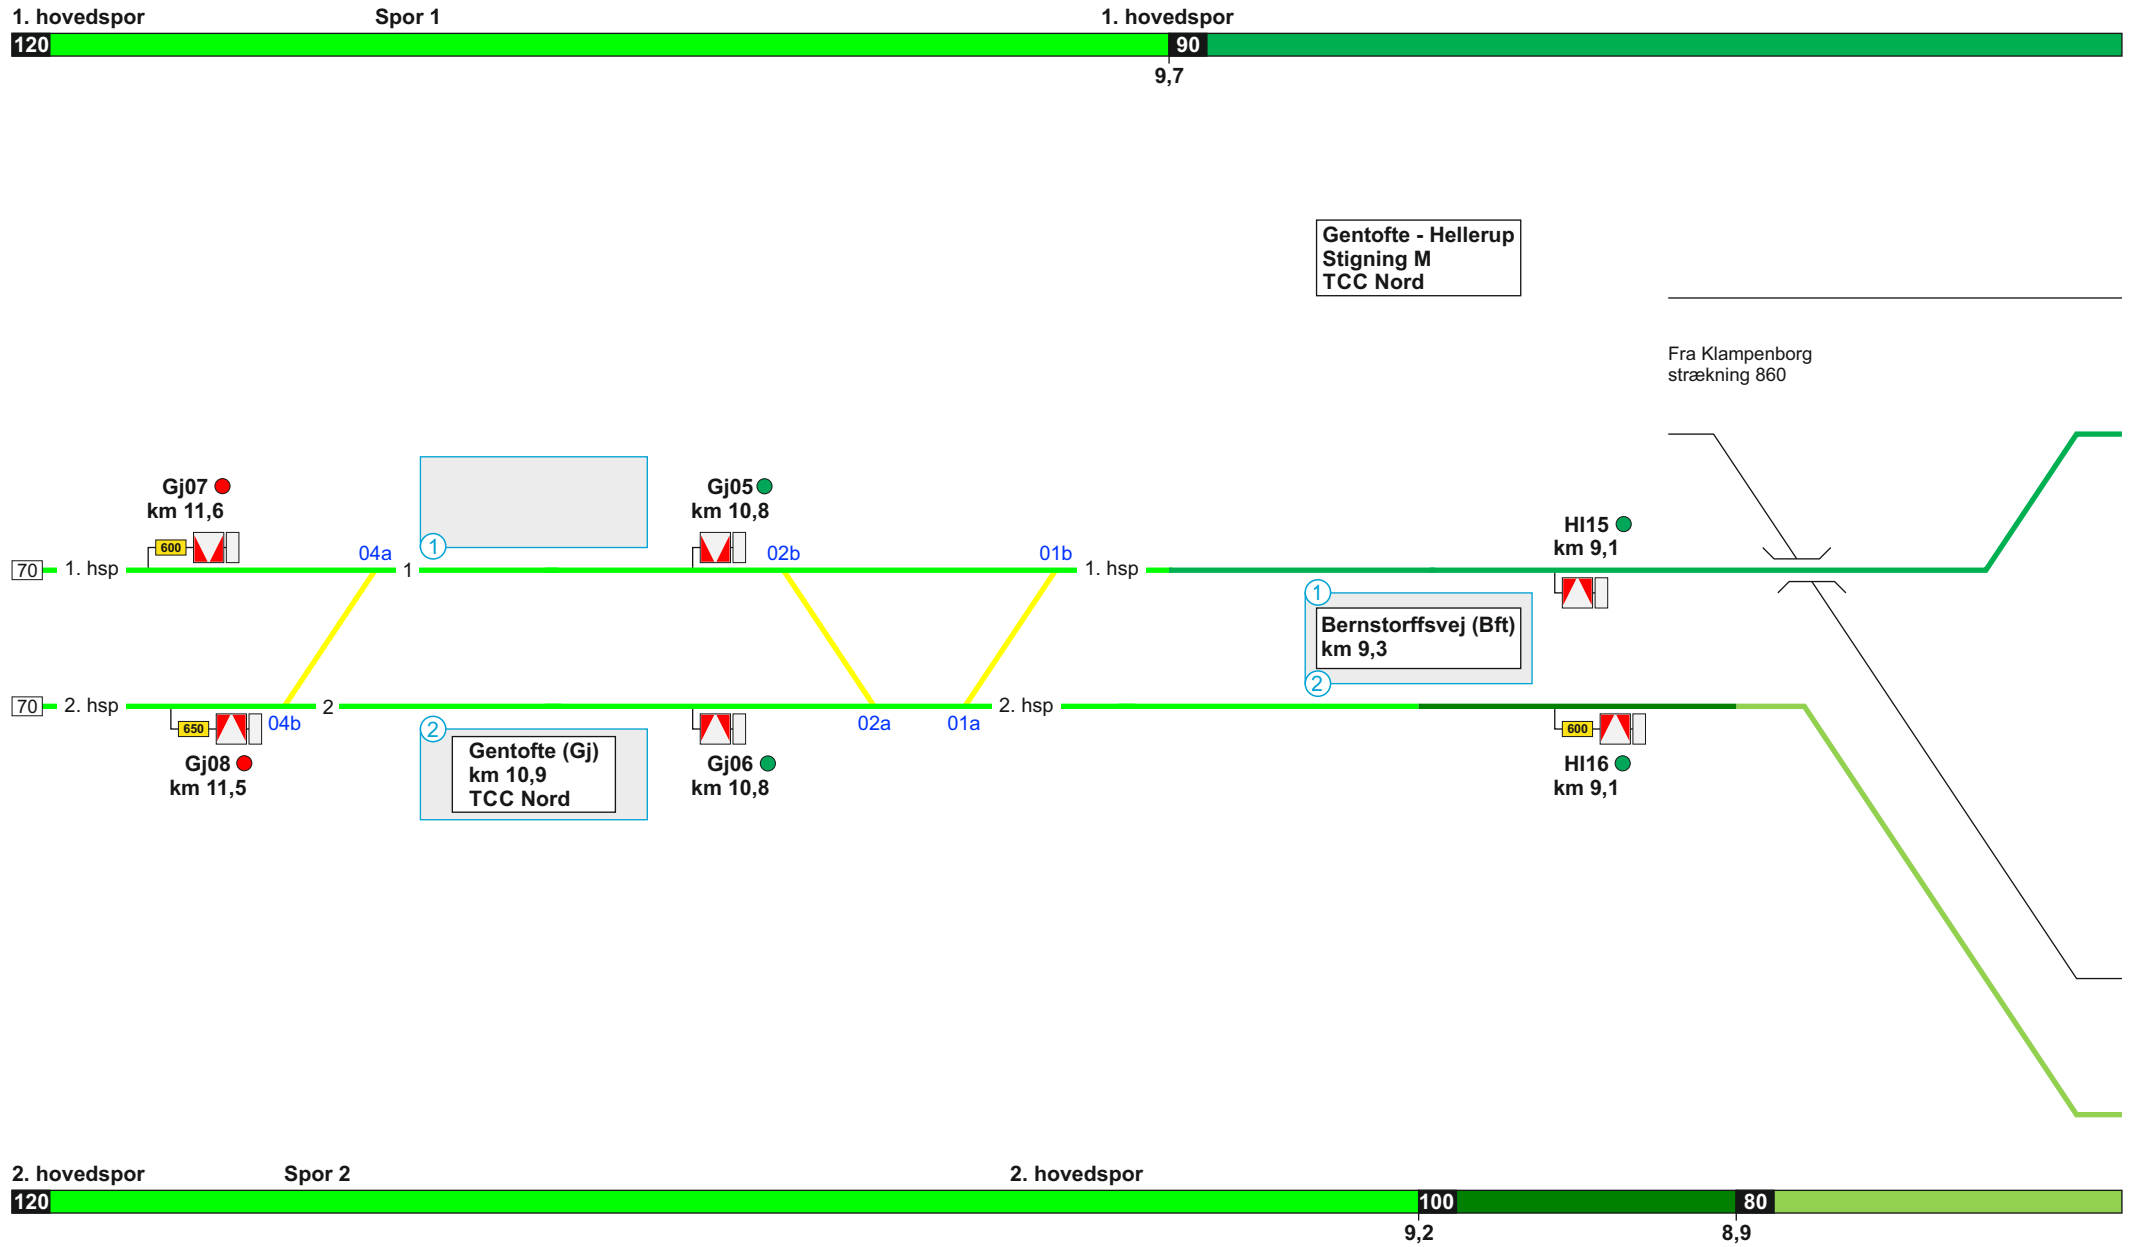 1. hovedspor
Spor 1
1. hovedspor
120
90
9,7
Gentofte - Hellerup
Stigning M
TCC Nord
Fra Klampenborg
strækning 860
Gj07
km 11,6
600
Gj05
km 10,8
Hl15
km 9,1
04a
1
02b
01b
70
1. hsp
1
1. hsp
1
Bernstorffsvej (Bft)
km 9,3
2
70
2. hsp
2
2. hsp
650
04b
2
02a
01a
600
Gj08
km 11,5
Gentofte (Gj)
km 10,9
TCC Nord
Gj06
km 10,8
Hl16
km 9,1
2. hovedspor
Spor 2
2. hovedspor
120
100
80
9,2
8,9